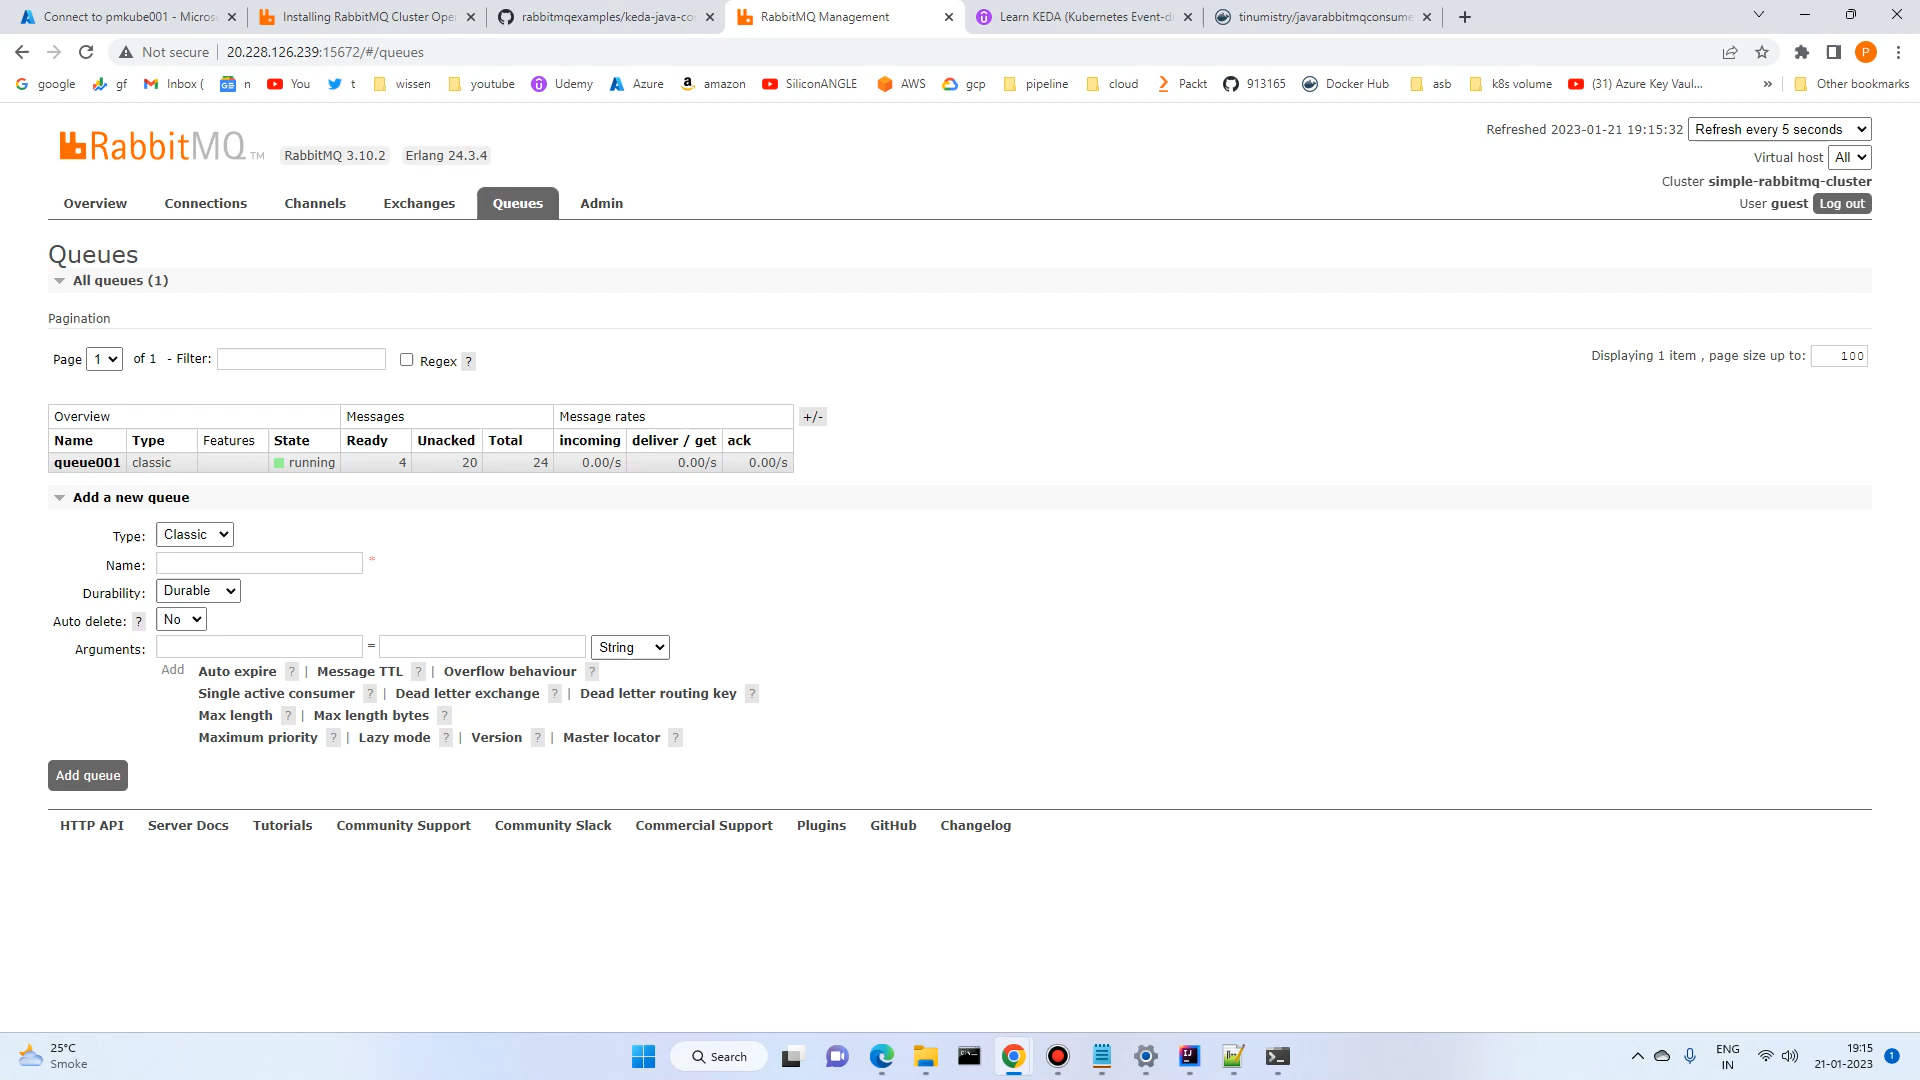 Connect to pmkube001 - Micros
Installing RabbitMQ Cluster Oper
rabbitmqexamples/keda-java-co
RabbitMQ Management
Learn KEDA (Kubernetes Event-d
tinumistry/javarabbitmqconsume
Not secure 20.228.126.239:15672/#/queues
P
google gf Inbox ( n You t wissen youtube Udemy Azure amazon SiliconANGLE AWS gcp pipeline cloud Packt 913165 Docker Hub asb k8s volume (31) Azure Key Vaul... » Other bookmarks
RabbitMQ TM RabbitMQ 3.10.2 Erlang 24.3.4
Refreshed 2023-01-21 19:15:32 Refresh every 5 seconds
Virtual host All
Cluster simple-rabbitmq-cluster
User guest Log out
Overview Connections Channels Exchanges Queues Admin
Queues
All queues (1)
Pagination
Page 1 of 1 - Filter: Regex ?
Displaying 1 item , page size up to: 100
Overview Messages Message rates +/-
Name Type Features State Ready Unacked Total incoming deliver / get ack
queue001 classic running 4 20 24 0.00/s 0.00/s 0.00/s
Add a new queue
Type: Classic
Name: *
Durability: Durable
Auto delete: ? No
Arguments: = String
Add Auto expire ? | Message TTL ? | Overflow behaviour ?
Single active consumer ? | Dead letter exchange ? | Dead letter routing key ?
Max length ? | Max length bytes ?
Maximum priority ? | Lazy mode ? | Version ? | Master locator ?
Add queue
HTTP API Server Docs Tutorials Community Support Community Slack Commercial Support Plugins GitHub Changelog
25°C
Smoke
Search
ENG
IN
19:15
21-01-2023
1